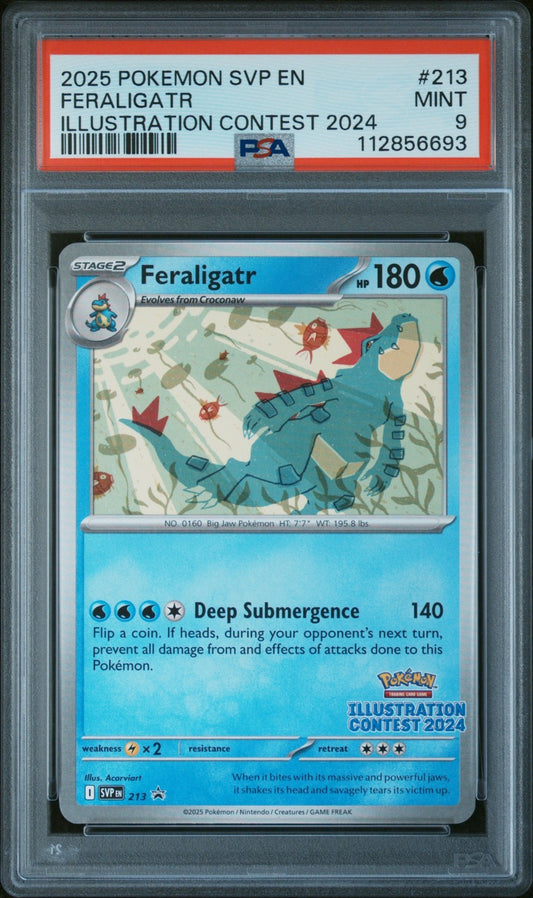 2025 POKEMON SVP EN #213
FERALIGATR MINT
ILLUSTRATION CONTEST 2024 9
PSA 112856693
STAGE2 Feraligatr HP 180
Evolves from Croconaw
NO. 0160 Big Jaw Pokémon HT: 7'7" WT: 195.8 lbs.
Deep Submergence 140
Flip a coin. If heads, during your opponent's next turn,
prevent all damage from and effects of attacks done to this
Pokémon.
Pokémon
TRADING CARD GAME
ILLUSTRATION
CONTEST 2024
weakness ×2 resistance retreat
Illus. Acorviart
When it bites with its massive and powerful jaws,
I SVP EN 213 it shakes its head and savagely tears its victim up.
©2025 Pokémon / Nintendo / Creatures / GAME FREAK
PSA